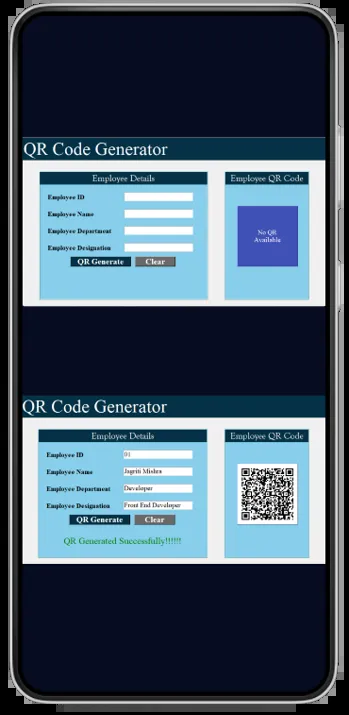 QR Code Generator
Employee Details
Employee ID
Employee Name
Employee Department
Employee Designation
QR Generate Clear
Employee QR Code
No QR
Available
QR Code Generator
Employee Details
Employee ID 01
Employee Name Jagriti Mishra
Employee Department Developer
Employee Designation Front End Developer
QR Generate Clear
QR Generated Successfully!!!!!!
Employee QR Code